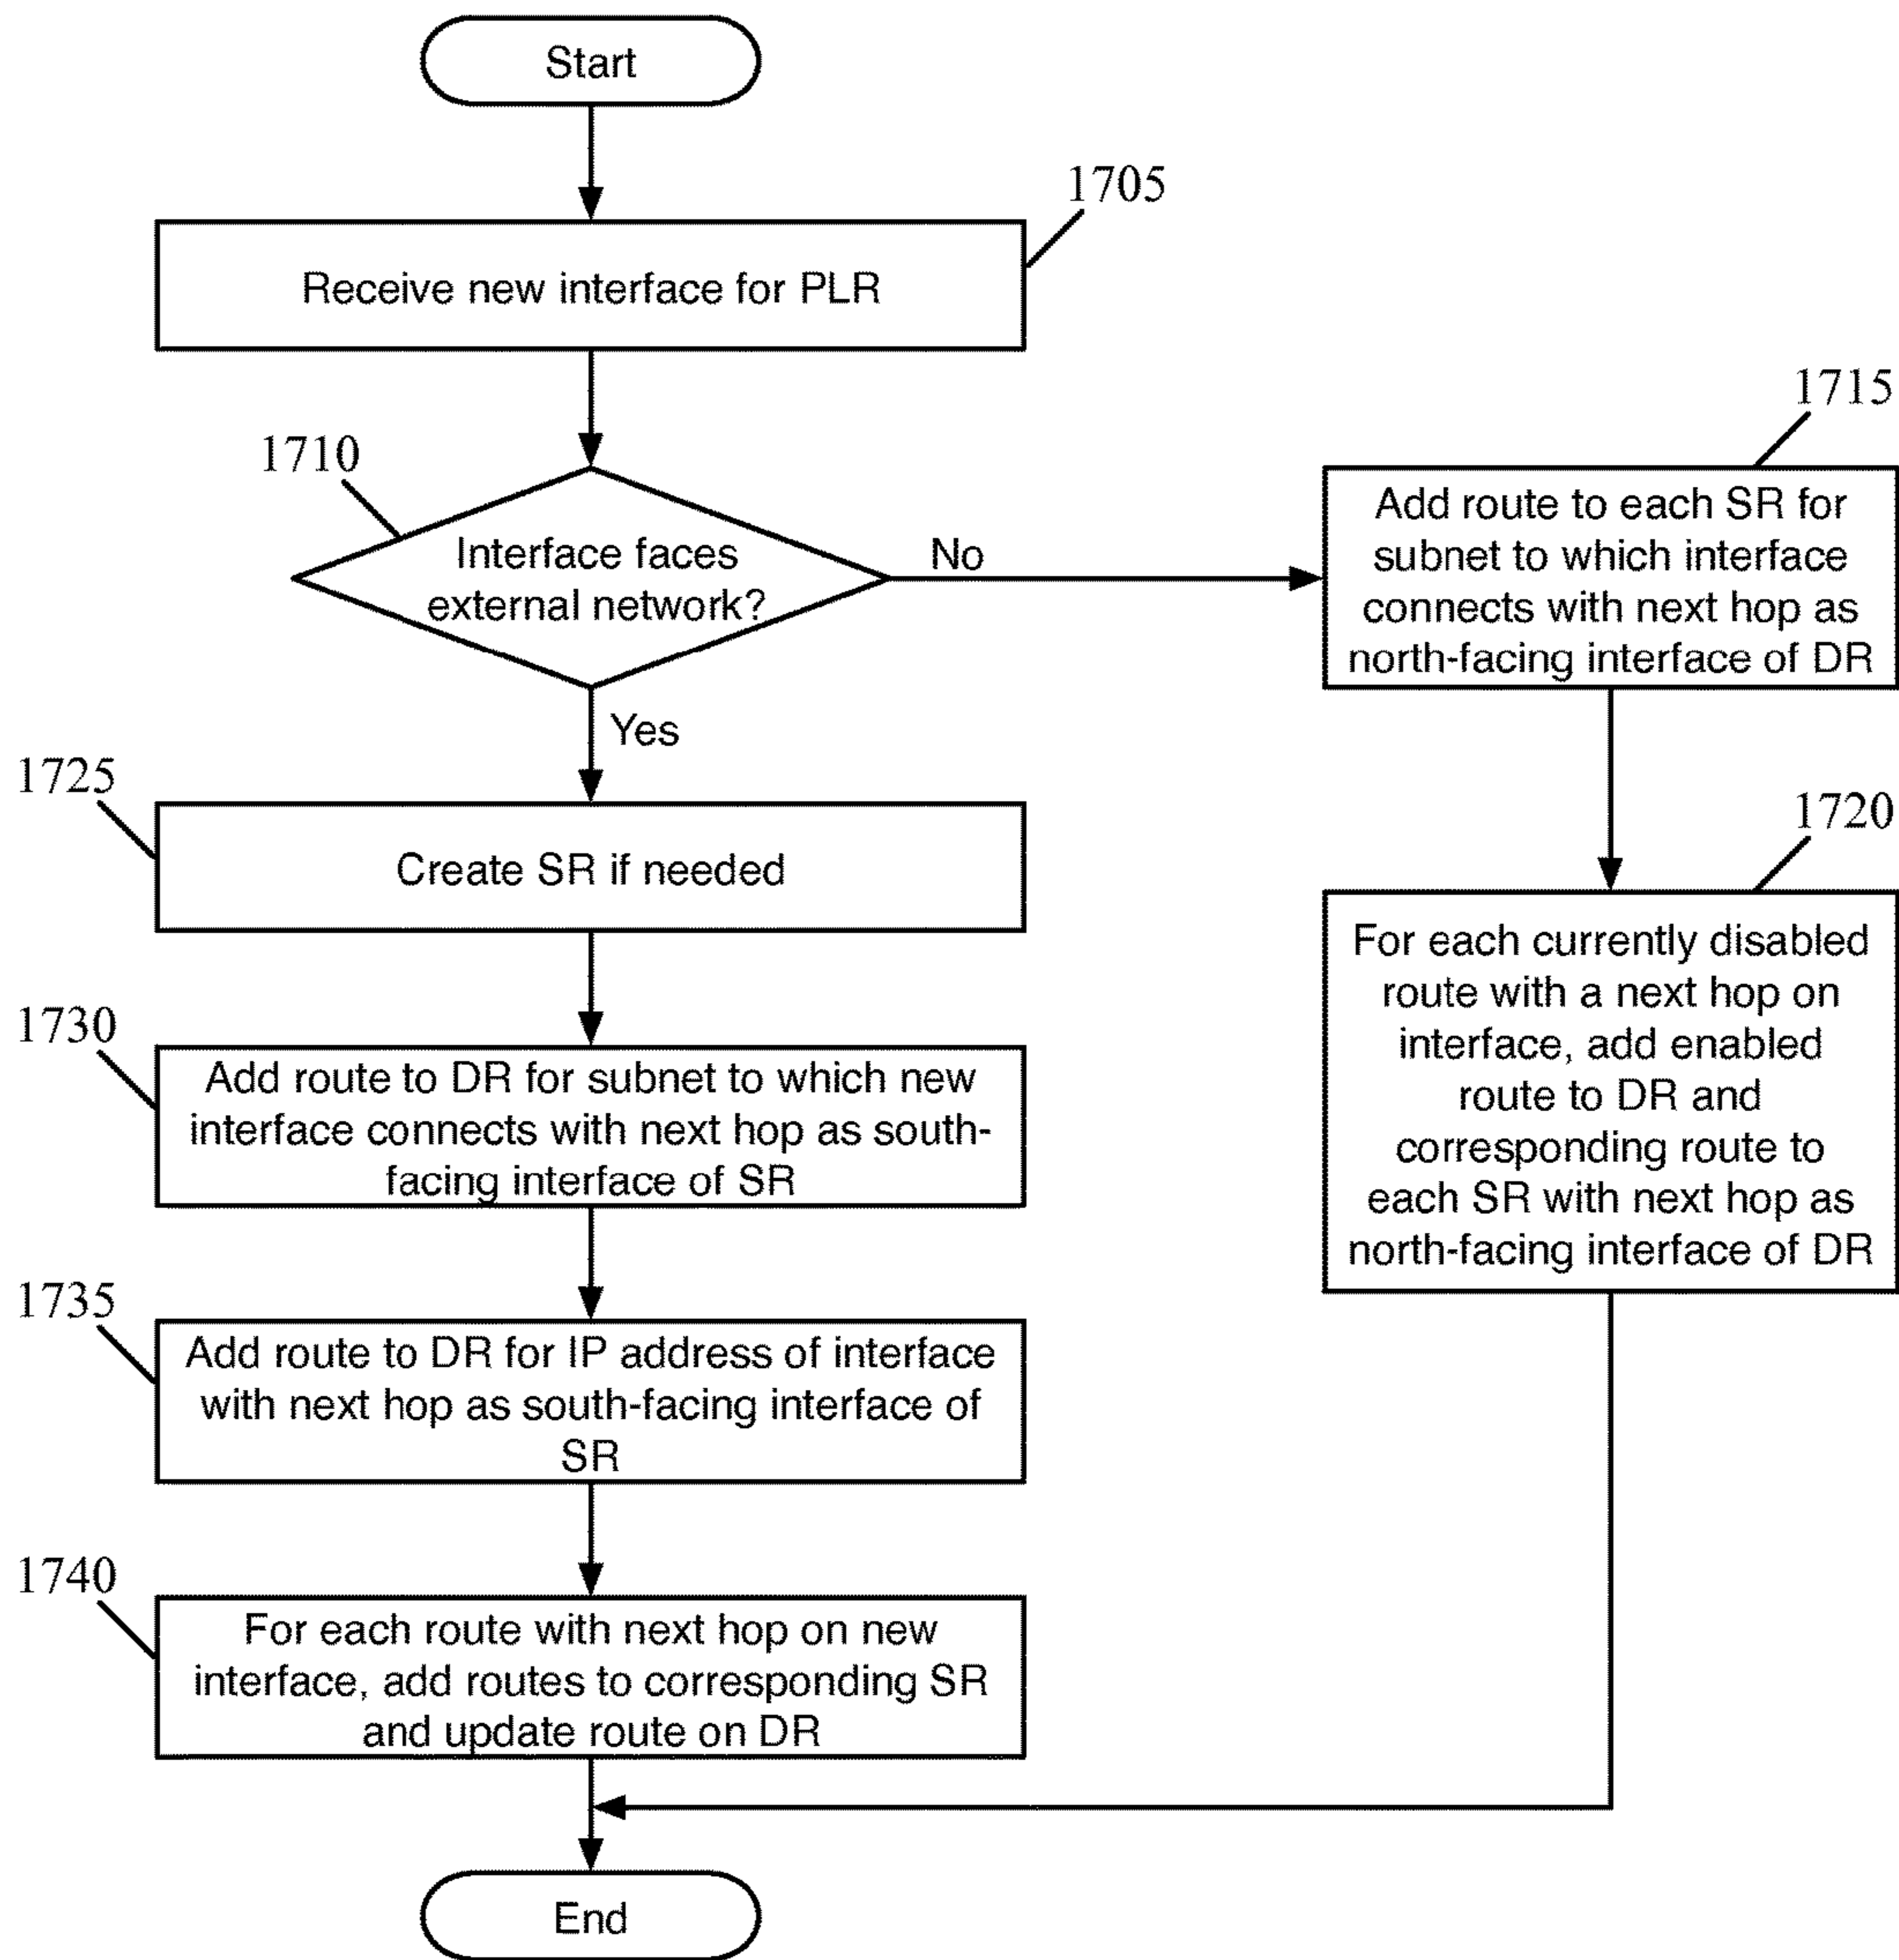 Start
1705
Receive new interface for PLR
1710
Interface faces
external network?
No
Yes
1715
Add route to each SR for
subnet to which interface
connects with next hop as
north-facing interface of DR
1720
For each currently disabled
route with a next hop on
interface, add enabled
route to DR and
corresponding route to
each SR with next hop as
north-facing interface of DR
1725
Create SR if needed
1730
Add route to DR for subnet to which new
interface connects with next hop as south-
facing interface of SR
1735
Add route to DR for IP address of interface
with next hop as south-facing interface of
SR
1740
For each route with next hop on new
interface, add routes to corresponding SR
and update route on DR
End